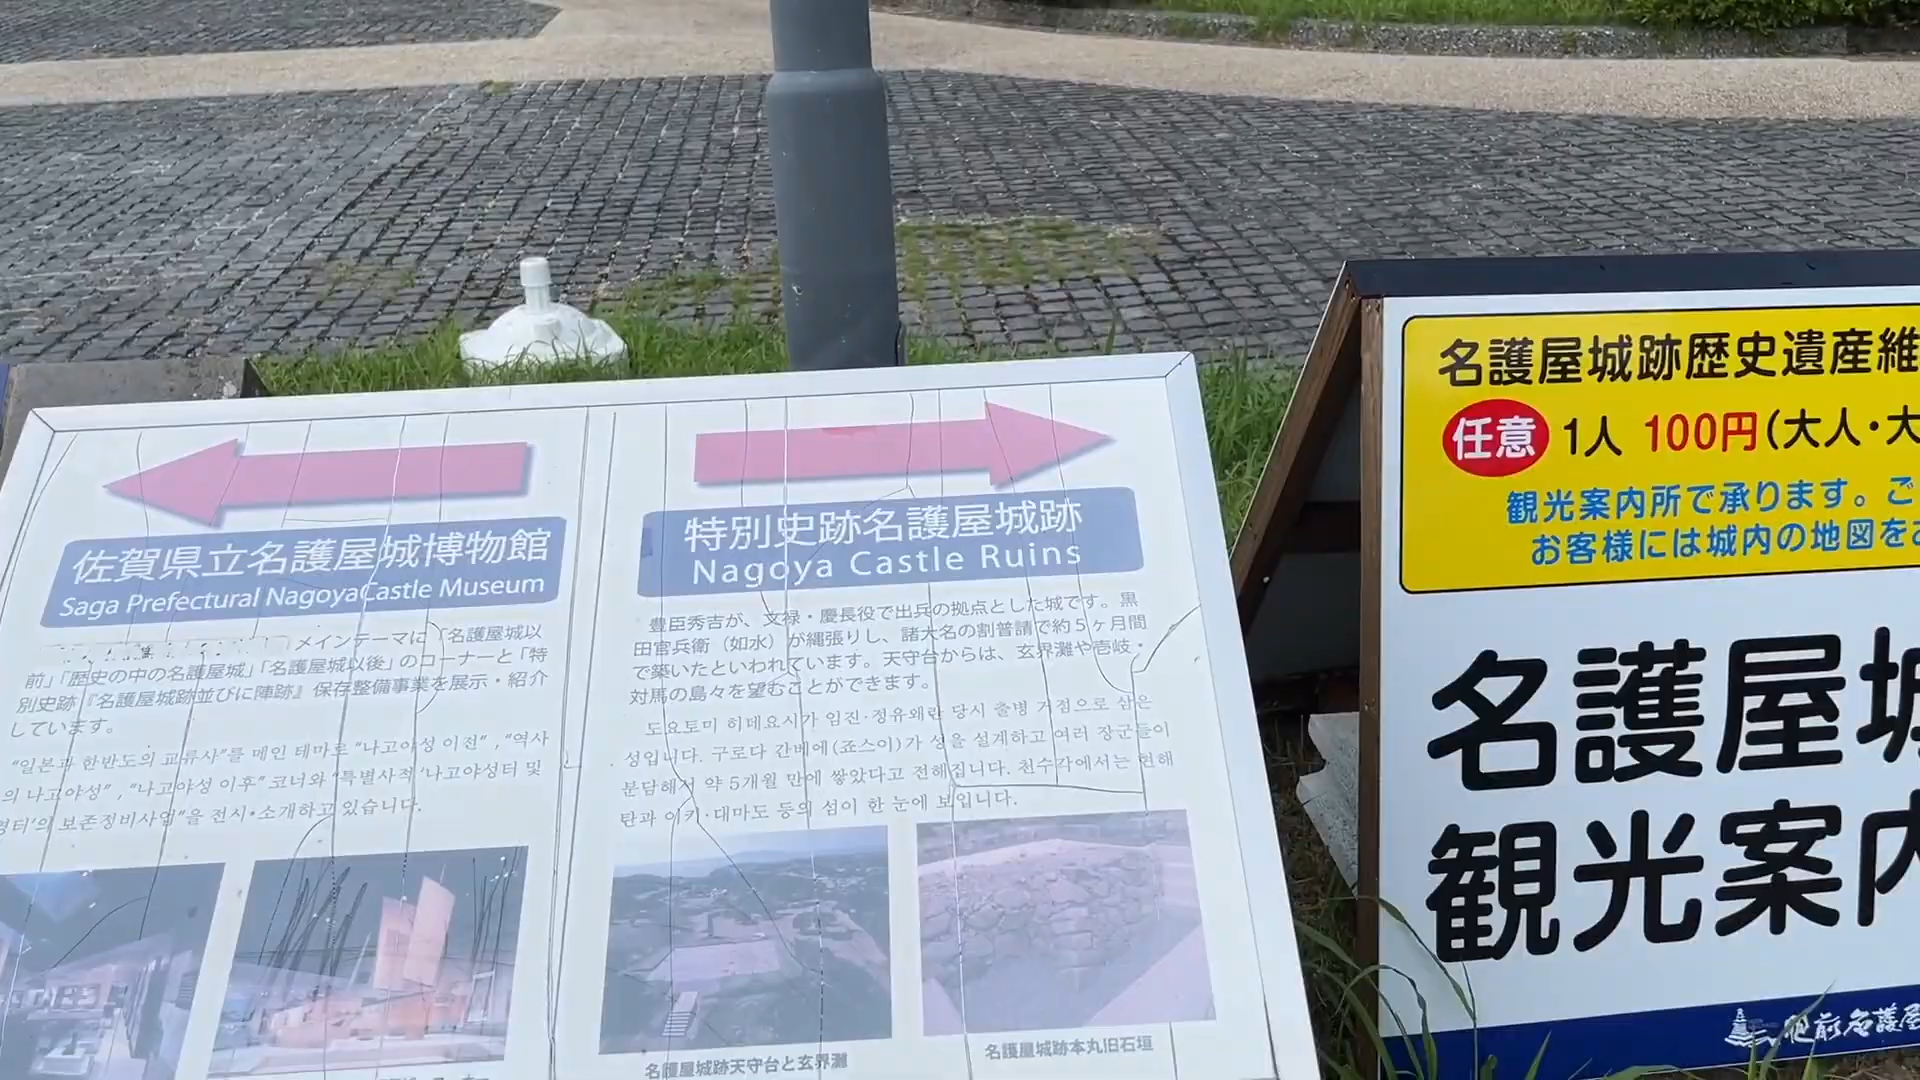 佐賀県立名護屋城博物館
Saga Prefectural NagoyaCastle Museum
メインテーマに「名護屋城以
前」「歴史の中の名護屋城」「名護屋城以後」のコーナーと「特
別史跡『名護屋城跡並びに陣跡』保存整備事業を展示・紹介
しています。
"일본과 한반도의 교류사"를 메인 테마로 "나고야성 이전" , "역사
의 나고야성" , "나고야성 이후" 코너와 "특별사적 '나고야성터 및
보존정비사업"을 전시·소개하고 있습니다.
特別史跡名護屋城跡
Nagoya Castle Ruins
豊臣秀吉が、文禄・慶長役で出兵の拠点とした城です。黒
田官兵衛（如水）が縄張りし、諸大名の割普請で約５ヶ月間
で築いたといわれています。天守台からは、玄界灘や壱岐・
対馬の島々を望むことができます。
도요토미 히데요시가 임진·정유왜란 당시 출병 거점으로 삼은
성입니다. 구로다 간베에(죠스이)가 성을 설계하고 여러 장군들이
분담해서 약 5개월 만에 쌓았다고 전해집니다. 천수각에서는 현해
탄과 이키·대마도 등의 섬이 한 눈에 보입니다.
名護屋城跡天守台と玄界灘
名護屋城跡本丸旧石垣
名護屋城跡歴史遺産維
任意 1人 100円(大人・大
観光案内所で承ります。ご
お客様には城内の地図をお
名護屋城
観光案内
肥前名護屋